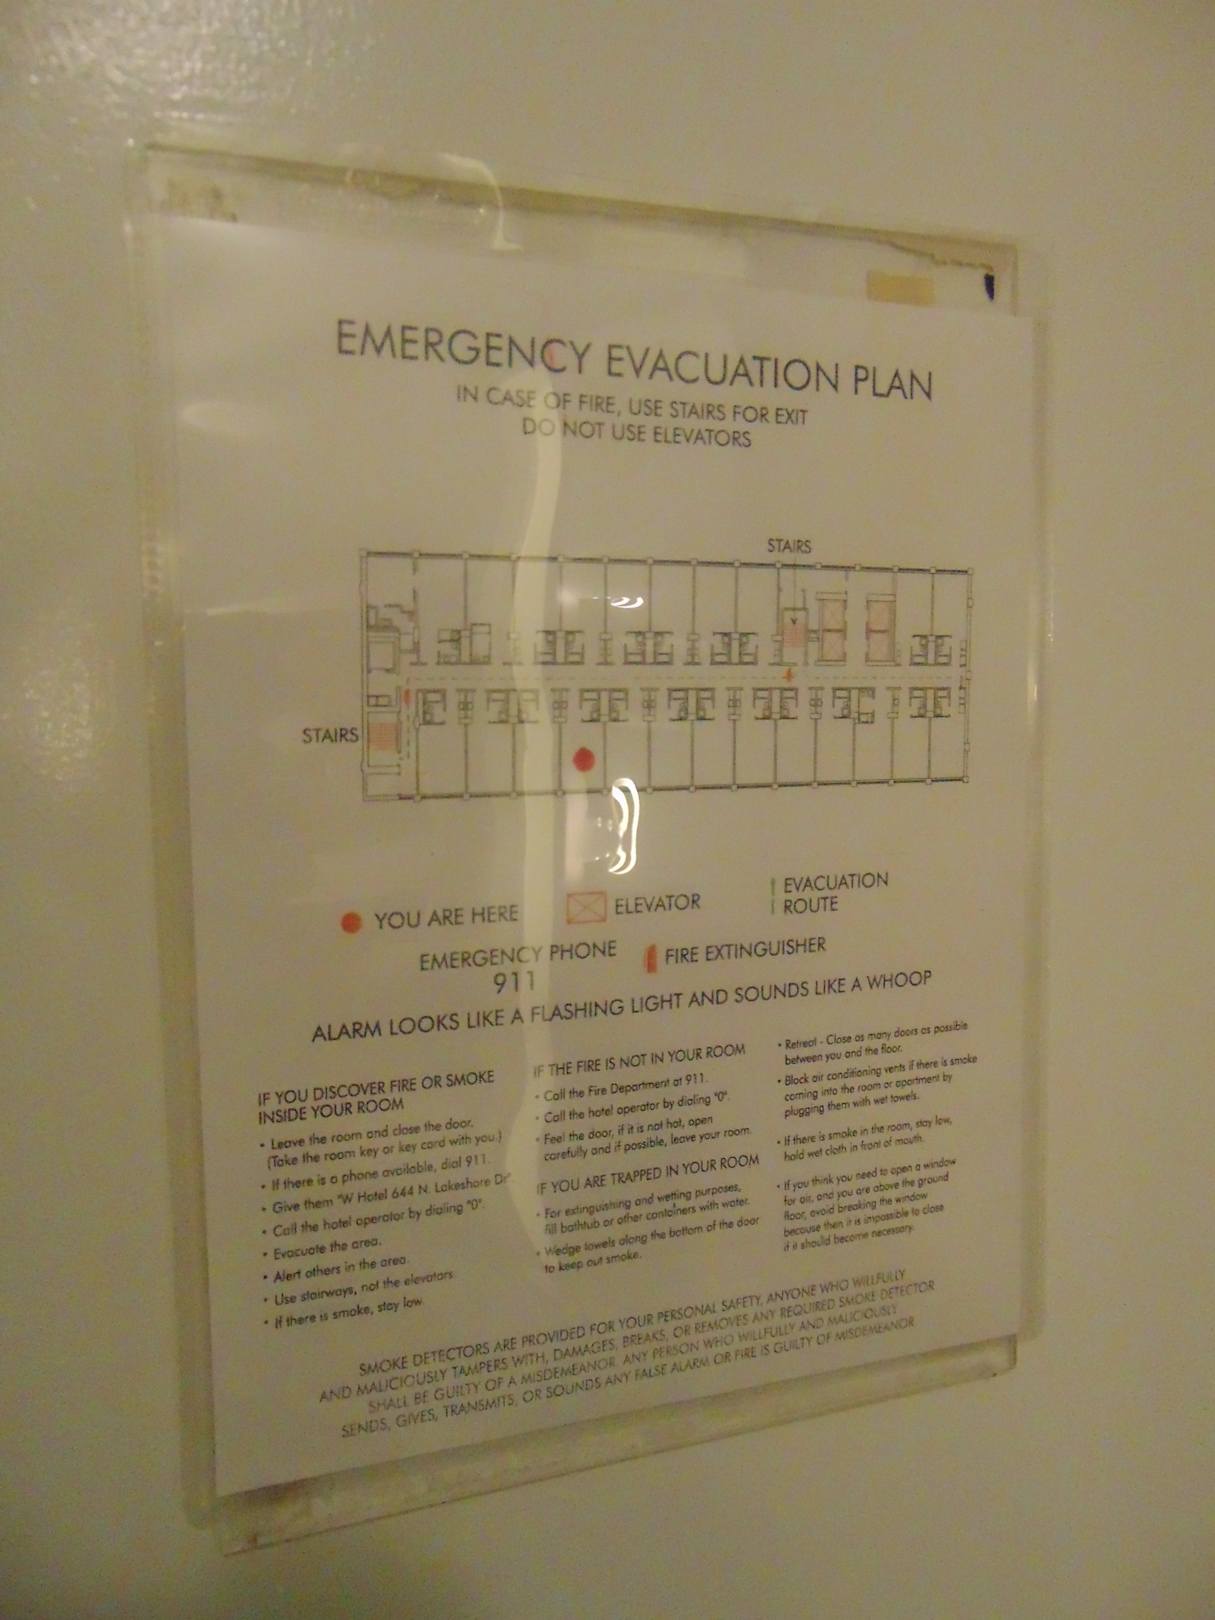 EMERGENCY EVACUATION PLAN
IN CASE OF FIRE, USE STAIRS FOR EXIT
DO NOT USE ELEVATORS
STAIRS
STAIRS
YOU ARE HERE
ELEVATOR
EVACUATION
ROUTE
EMERGENCY PHONE
911
FIRE EXTINGUISHER
ALARM LOOKS LIKE A FLASHING LIGHT AND SOUNDS LIKE A WHOOP
IF YOU DISCOVER FIRE OR SMOKE
INSIDE YOUR ROOM
• Leave the room and close the door.
(Take the room key or key card with you.)
• If there is a phone available, dial 911.
• Give them "W Hotel 644 N. Lakeshore Dr"
• Call the hotel operator by dialing "0".
• Evacuate the area.
• Alert others in the area.
• Use stairways, not the elevators.
• If there is smoke, stay low.
IF THE FIRE IS NOT IN YOUR ROOM
• Call the Fire Department at 911.
• Call the hotel operator by dialing "0".
• Feel the door, if it is not hot, open
carefully and if possible, leave your room.
IF YOU ARE TRAPPED IN YOUR ROOM
• For extinguishing and wetting purposes,
fill bathtub or other containers with water.
• Wedge towels along the bottom of the door
to keep out smoke.
• Retreat - Close as many doors as possible
between you and the floor.
• Block air conditioning vents if there is smoke
coming into the room or apartment by
plugging them with wet towels.
• If there is smoke in the room, stay low,
hold wet cloth in front of mouth.
• If you think you need to open a window
for air, and you are above the ground
floor, avoid breaking the window
because then it is impossible to close
if it should become necessary.
SMOKE DETECTORS ARE PROVIDED FOR YOUR PERSONAL SAFETY, ANYONE WHO WILLFULLY
AND MALICIOUSLY TAMPERS WITH, DAMAGES, BREAKS, OR REMOVES ANY REQUIRED SMOKE DETECTOR
SHALL BE GUILTY OF A MISDEMEANOR. ANY PERSON WHO WILLFULLY AND MALICIOUSLY
SENDS, GIVES, TRANSMITS, OR SOUNDS ANY FALSE ALARM OR FIRE IS GUILTY OF MISDEMEANOR